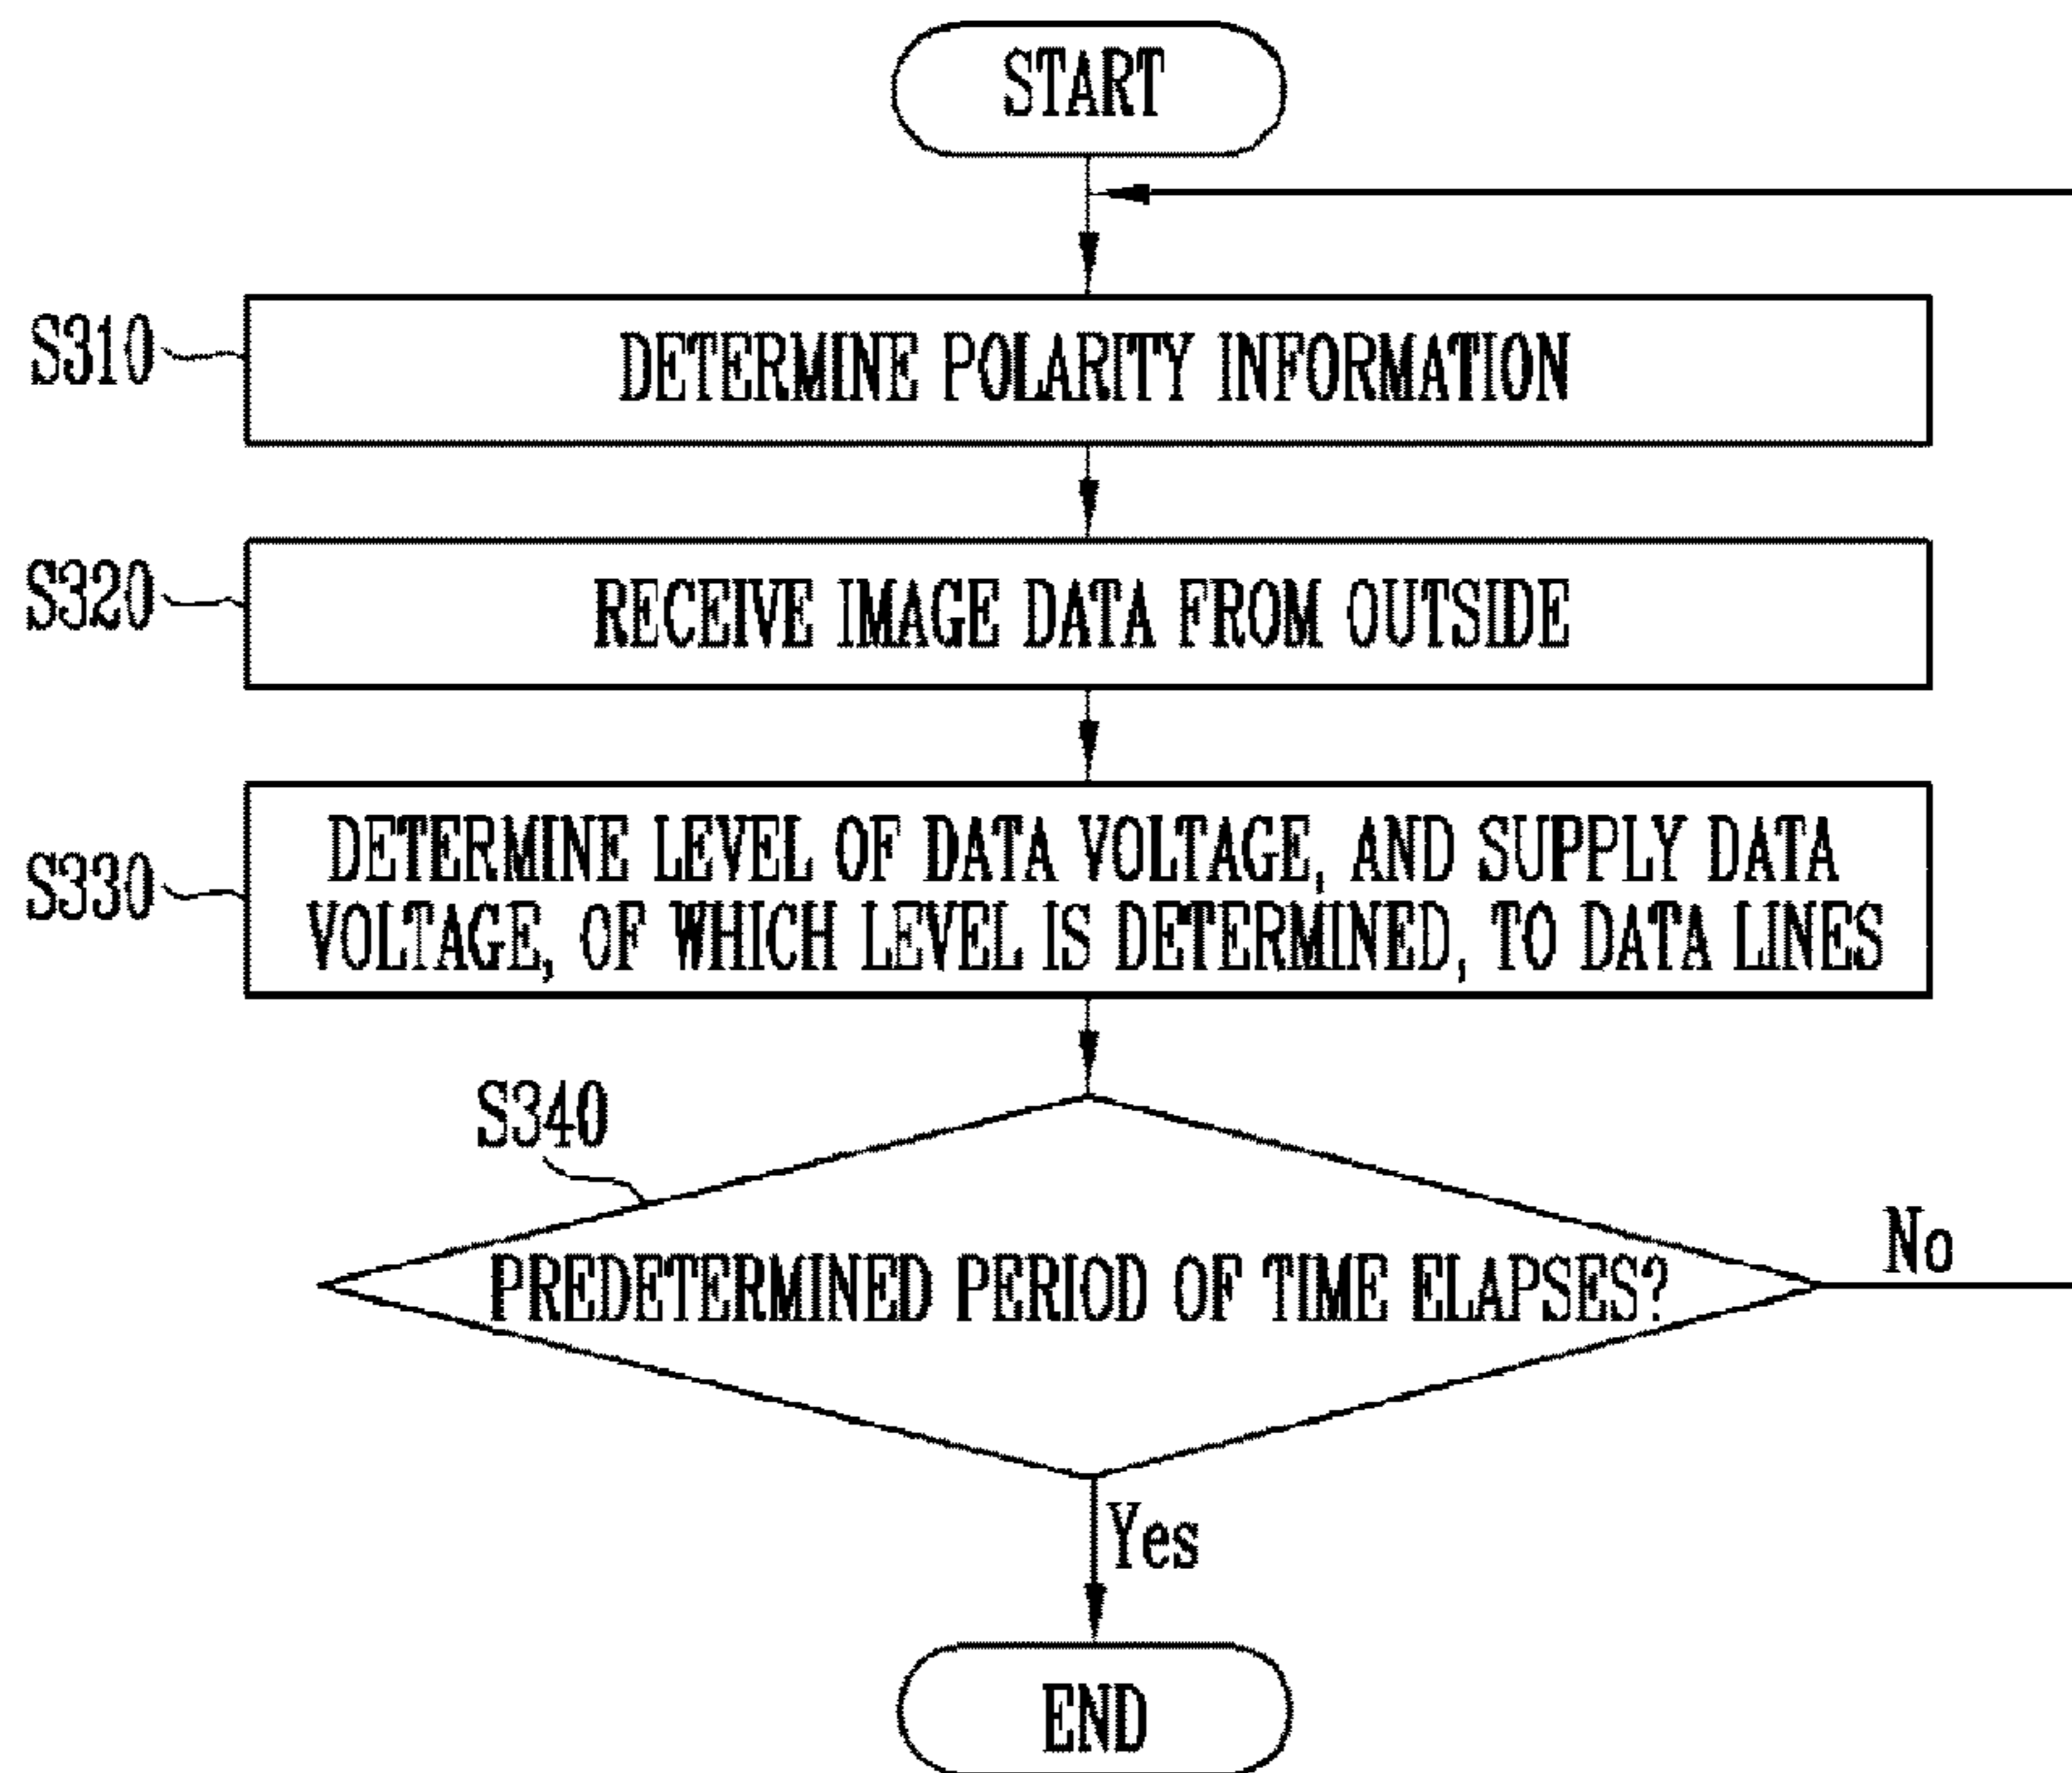 START
S310
DETERMINE POLARITY INFORMATION
S320
RECEIVE IMAGE DATA FROM OUTSIDE
S330
DETERMINE LEVEL OF DATA VOLTAGE, AND SUPPLY DATA
VOLTAGE, OF WHICH LEVEL IS DETERMINED, TO DATA LINES
S340
PREDETERMINED PERIOD OF TIME ELAPSES?
No
Yes
END